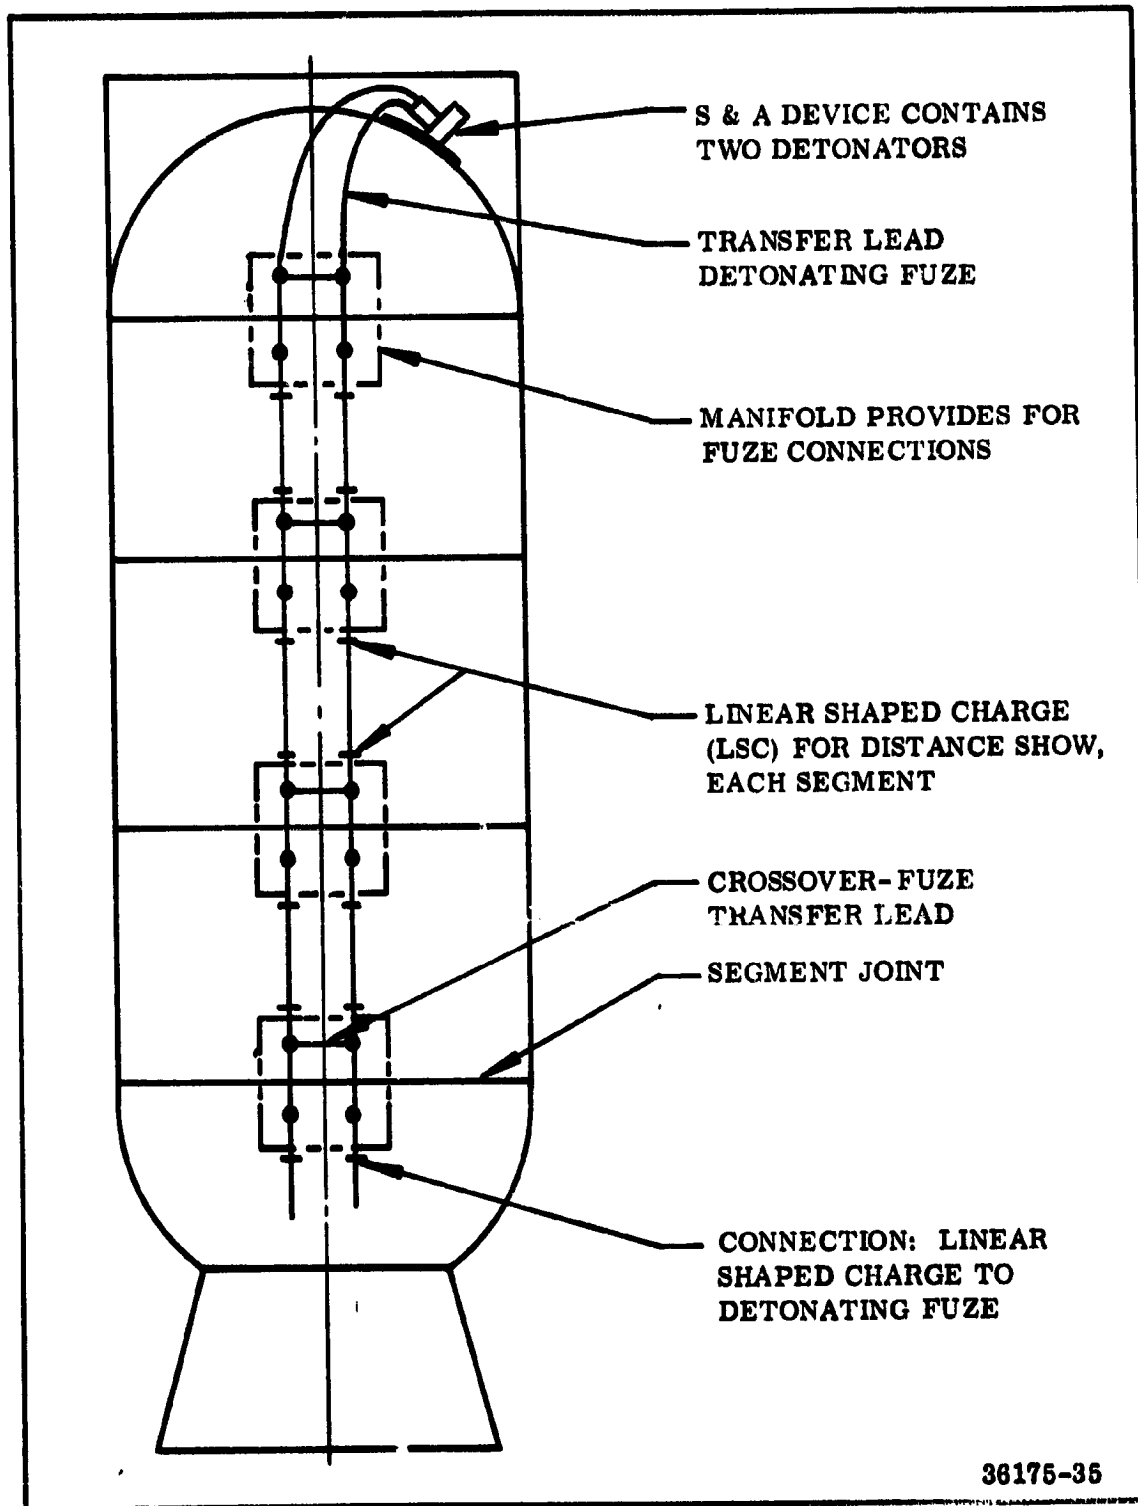 S & A DEVICE CONTAINS
TWO DETONATORS
TRANSFER LEAD
DETONATING FUZE
MANIFOLD PROVIDES FOR
FUZE CONNECTIONS
LINEAR SHAPED CHARGE
(LSC) FOR DISTANCE SHOW,
EACH SEGMENT
CROSSOVER-FUZE
TRANSFER LEAD
SEGMENT JOINT
CONNECTION: LINEAR
SHAPED CHARGE TO
DETONATING FUZE
36175-35